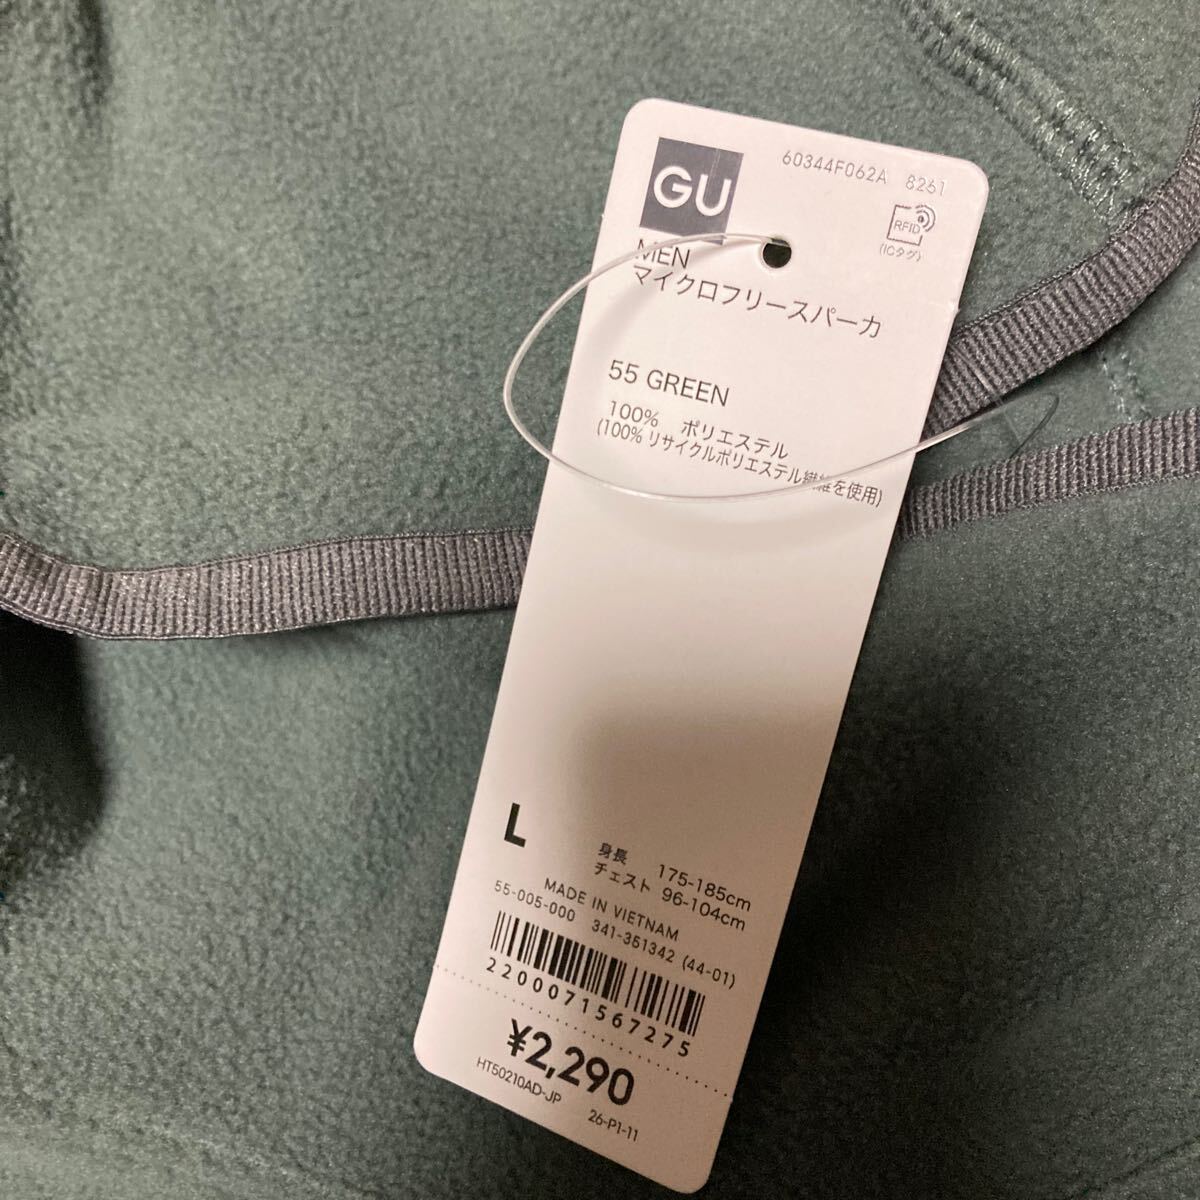 60344F062A 8261
GU
RFID
(ICタグ)
MEN
マイクロフリースパーカ
55 GREEN
100% ポリエステル
(100% リサイクルポリエステル繊維を使用)
L
身長 175-185cm
チェスト 96-104cm
MADE IN VIETNAM
55-005-000 341-351342 (44-01)
2200071567275
¥2,290
HT50210AD-JP 26-P1-11